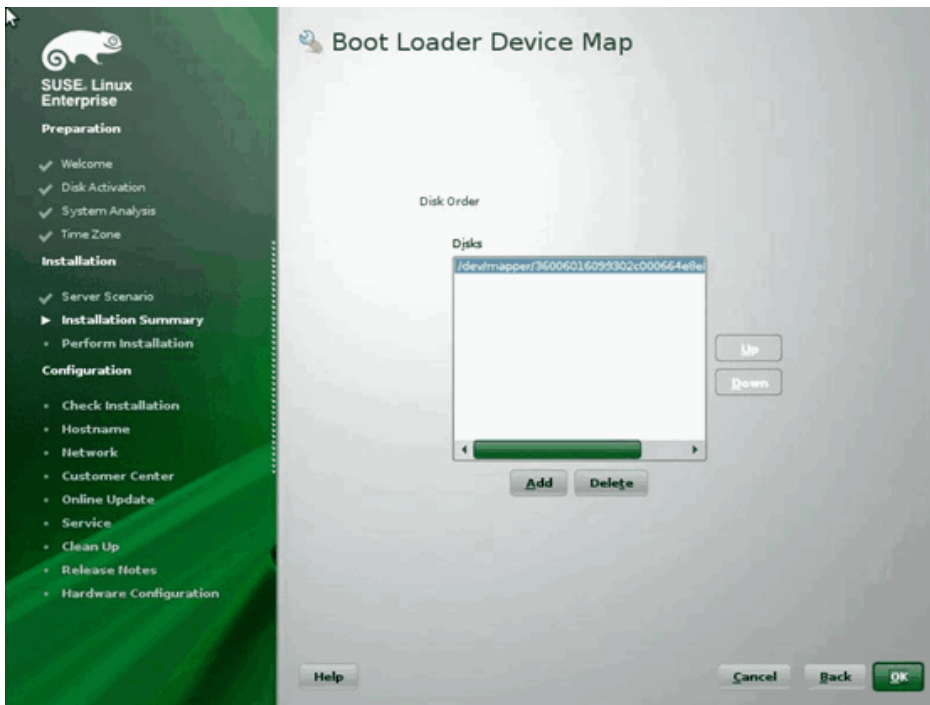 SUSE. Linux
Enterprise
Preparation
Welcome
Disk Activation
System Analysis
Time Zone
Installation
Server Scenario
Installation Summary
Perform Installation
Configuration
Check Installation
Hostname
Network
Customer Center
Online Update
Service
Clean Up
Release Notes
Hardware Configuration
Boot Loader Device Map
Disk Order
Disks
/dev/mapper/36006016099302c000664e8e
Up
Down
Add Delete
Help Cancel Back OK